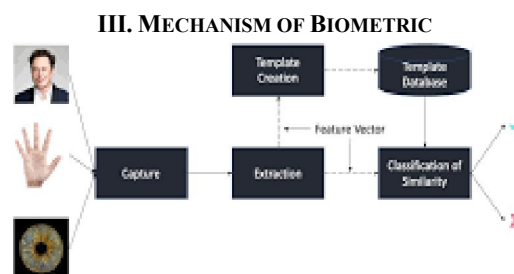 III. MECHANISM OF BIOMETRIC
Template
Creation
Template
Database
Feature Vector
Capture
Extraction
Classification of
Similarity